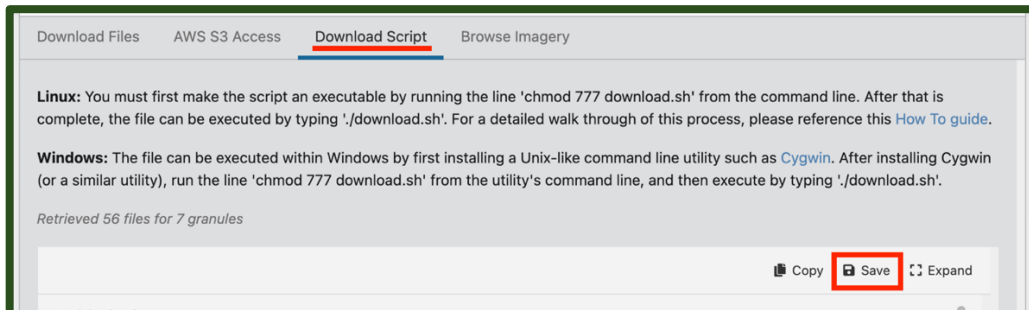 Download Files AWS S3 Access Download Script Browse Imagery
Linux: You must first make the script an executable by running the line 'chmod 777 download.sh' from the command line. After that is
complete, the file can be executed by typing './download.sh'. For a detailed walk through of this process, please reference this How To guide.
Windows: The file can be executed within Windows by first installing a Unix-like command line utility such as Cygwin. After installing Cygwin
(or a similar utility), run the line 'chmod 777 download.sh' from the utility's command line, and then execute by typing './download.sh'.
Retrieved 56 files for 7 granules
Copy Save Expand